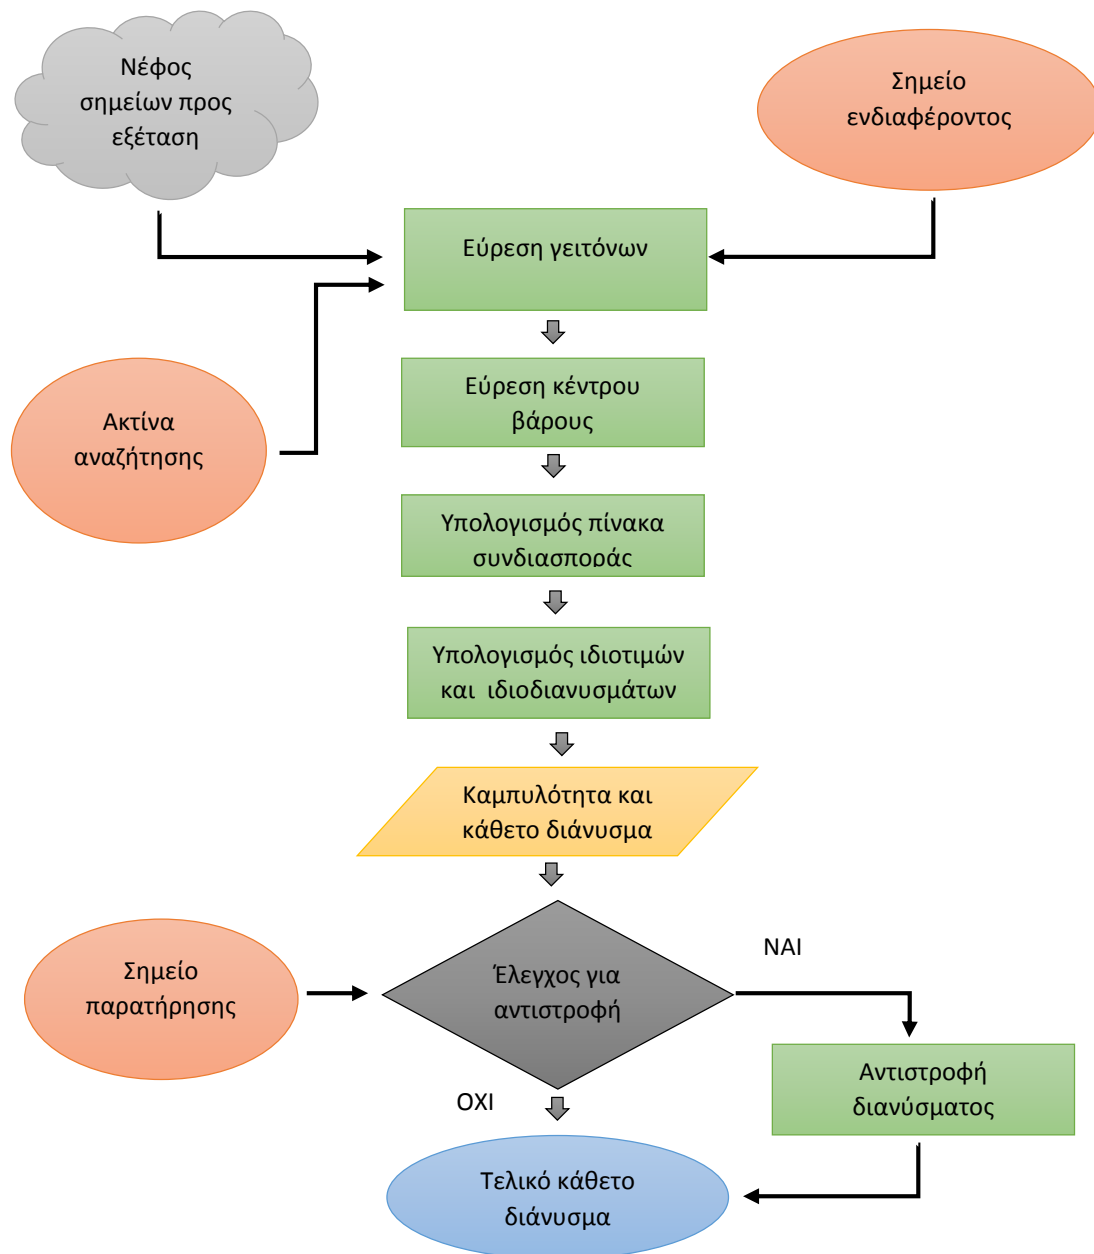 Νέφος
σημείων προς
εξέταση
Σημείο
ενδιαφέροντος
Εύρεση γειτόνων
Ακτίνα
αναζήτησης
Εύρεση κέντρου
βάρους
Υπολογισμός πίνακα
συνδιασποράς
Υπολογισμός ιδιοτιμών
και ιδιοδιανυσμάτων
Καμπυλότητα και
κάθετο διάνυσμα
Σημείο
παρατήρησης
Έλεγχος για
αντιστροφή
ΝΑΙ
Αντιστροφή
διανύσματος
ΟΧΙ
Τελικό κάθετο
διάνυσμα